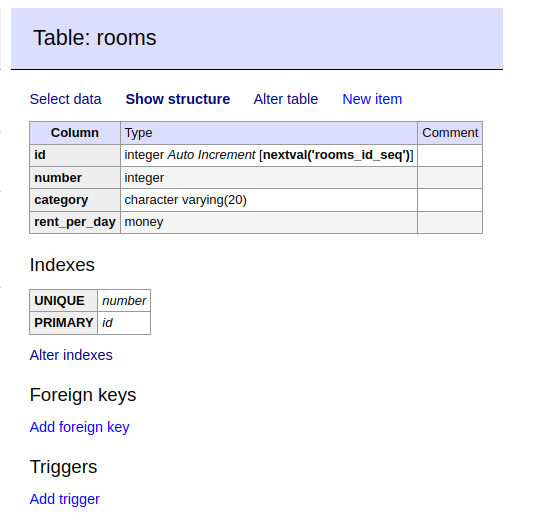 Table: rooms
Select data Show structure Alter table New item
Column Type Comment
id integer Auto Increment [nextval('rooms_id_seq')]
number integer
category character varying(20)
rent_per_day money
Indexes
UNIQUE number
PRIMARY id
Alter indexes
Foreign keys
Add foreign key
Triggers
Add trigger